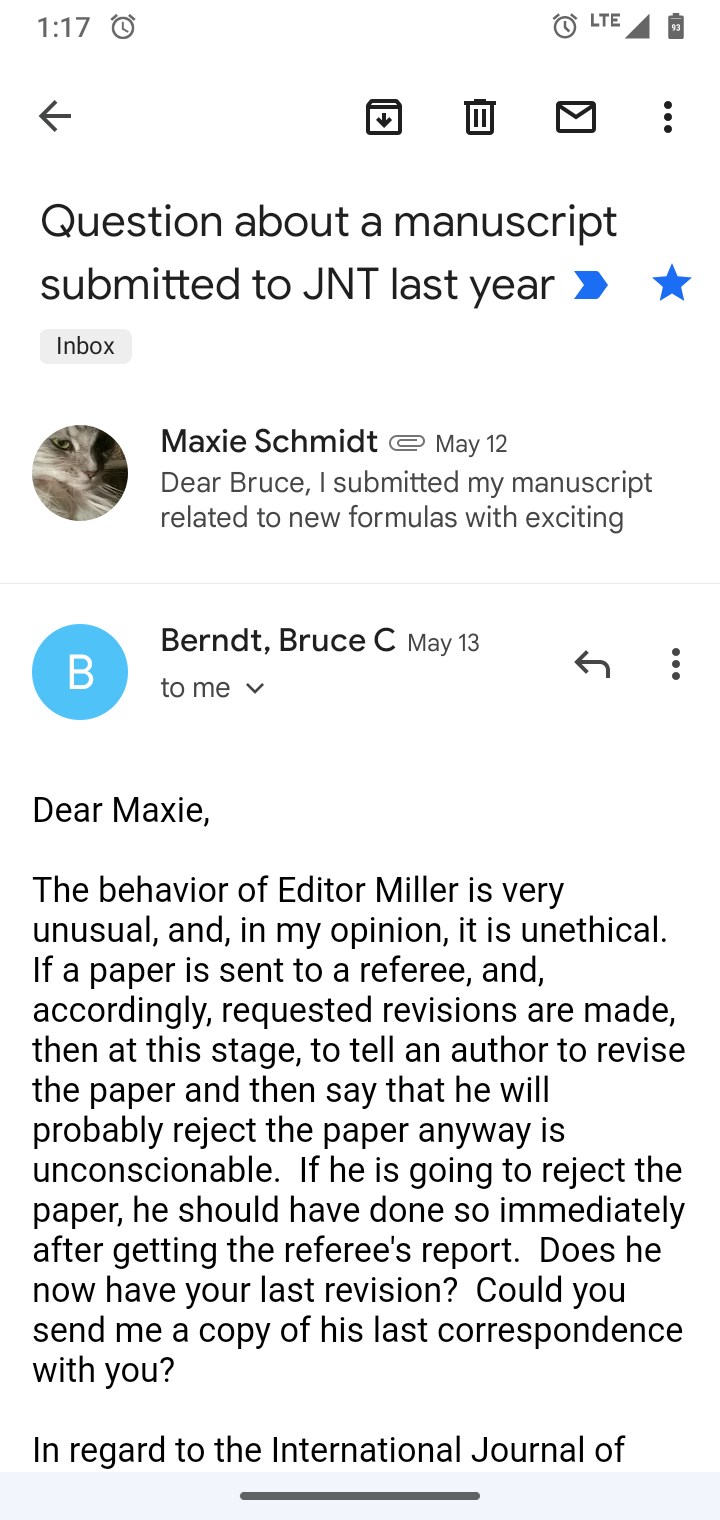 1:17 LTE 93
Question about a manuscript
submitted to JNT last year
Inbox
Maxie Schmidt May 12
Dear Bruce, I submitted my manuscript
related to new formulas with exciting
B
Berndt, Bruce C May 13
to me
Dear Maxie,
The behavior of Editor Miller is very
unusual, and, in my opinion, it is unethical.
If a paper is sent to a referee, and,
accordingly, requested revisions are made,
then at this stage, to tell an author to revise
the paper and then say that he will
probably reject the paper anyway is
unconscionable.  If he is going to reject the
paper, he should have done so immediately
after getting the referee's report.  Does he
now have your last revision?  Could you
send me a copy of his last correspondence
with you?
In regard to the International Journal of